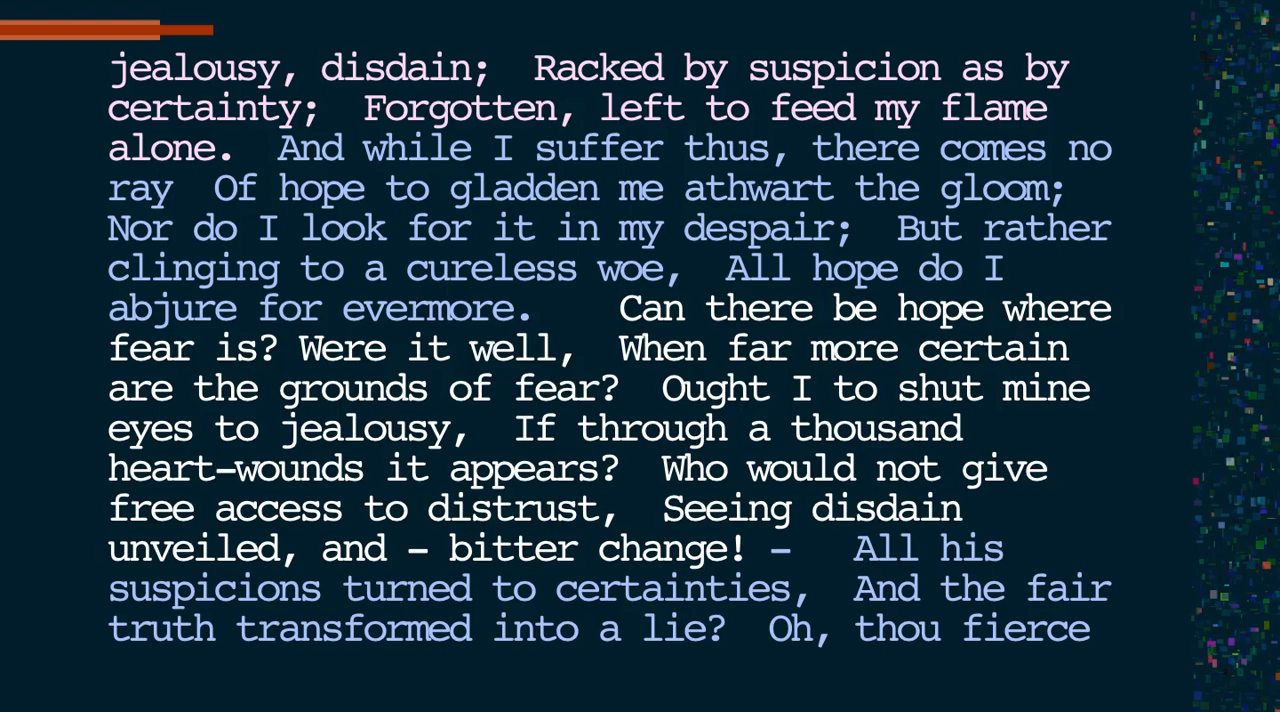 jealousy, disdain;  Racked by suspicion as by
certainty;  Forgotten, left to feed my flame
alone.  And while I suffer thus, there comes no
ray  Of hope to gladden me athwart the gloom;
Nor do I look for it in my despair;  But rather
clinging to a cureless woe,  All hope do I
abjure for evermore.    Can there be hope where
fear is? Were it well,  When far more certain
are the grounds of fear?  Ought I to shut mine
eyes to jealousy,  If through a thousand
heart-wounds it appears?  Who would not give
free access to distrust,  Seeing disdain
unveiled, and - bitter change! -   All his
suspicions turned to certainties,  And the fair
truth transformed into a lie?  Oh, thou fierce